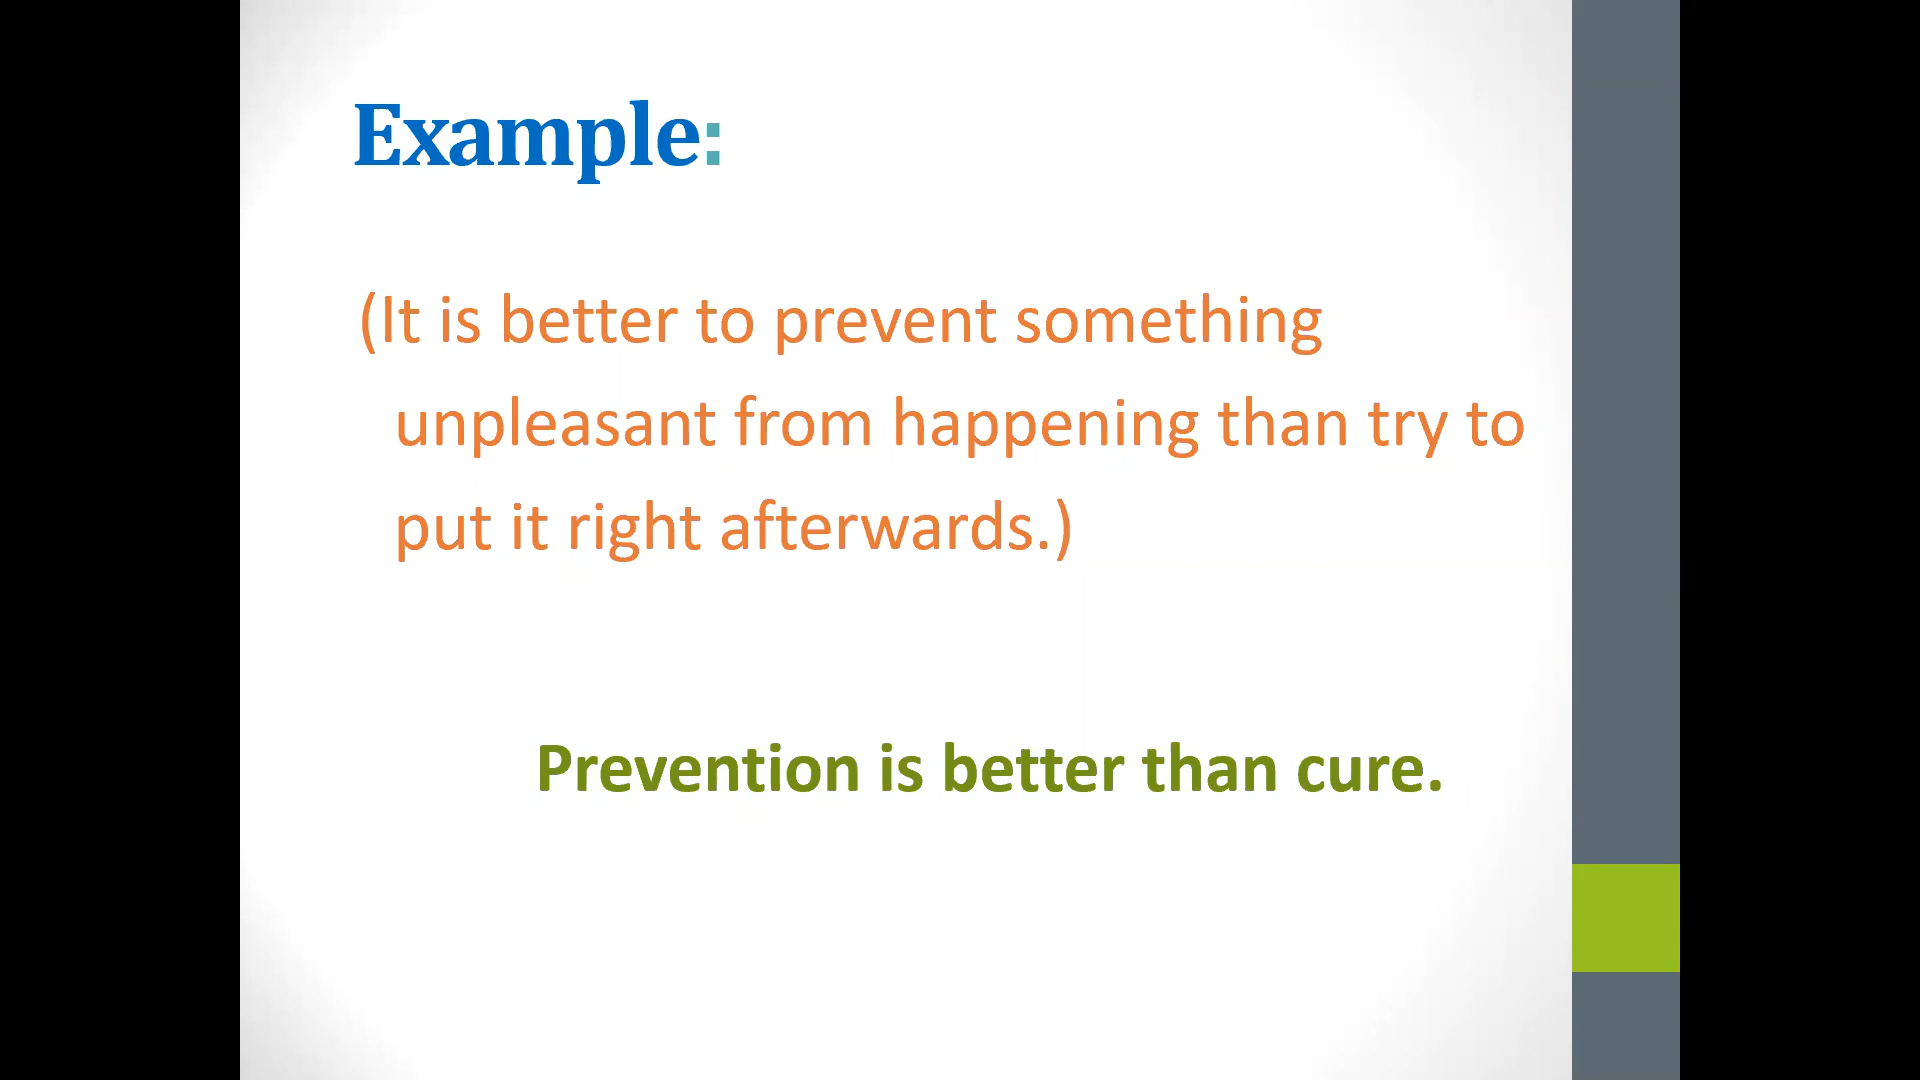 Example:
(It is better to prevent something
unpleasant from happening than try to
put it right afterwards.)
Prevention is better than cure.